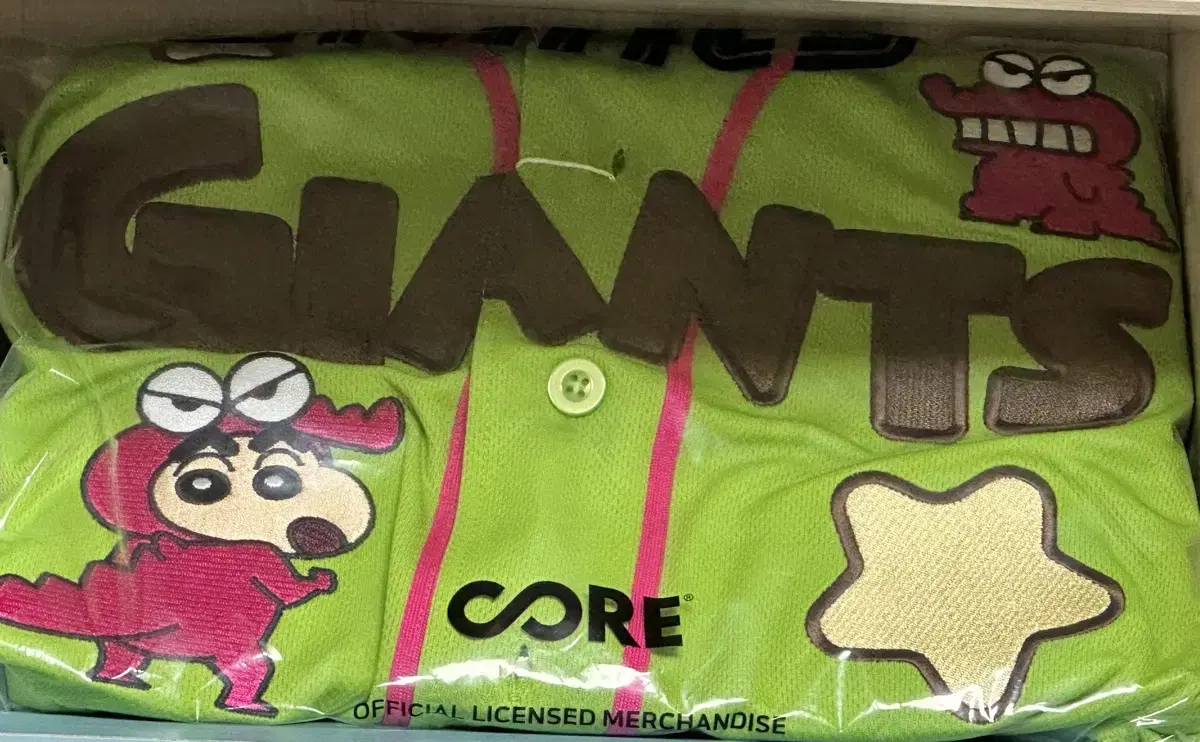 GIANTS
CORE®
OFFICIAL LICENSED MERCHANDISE